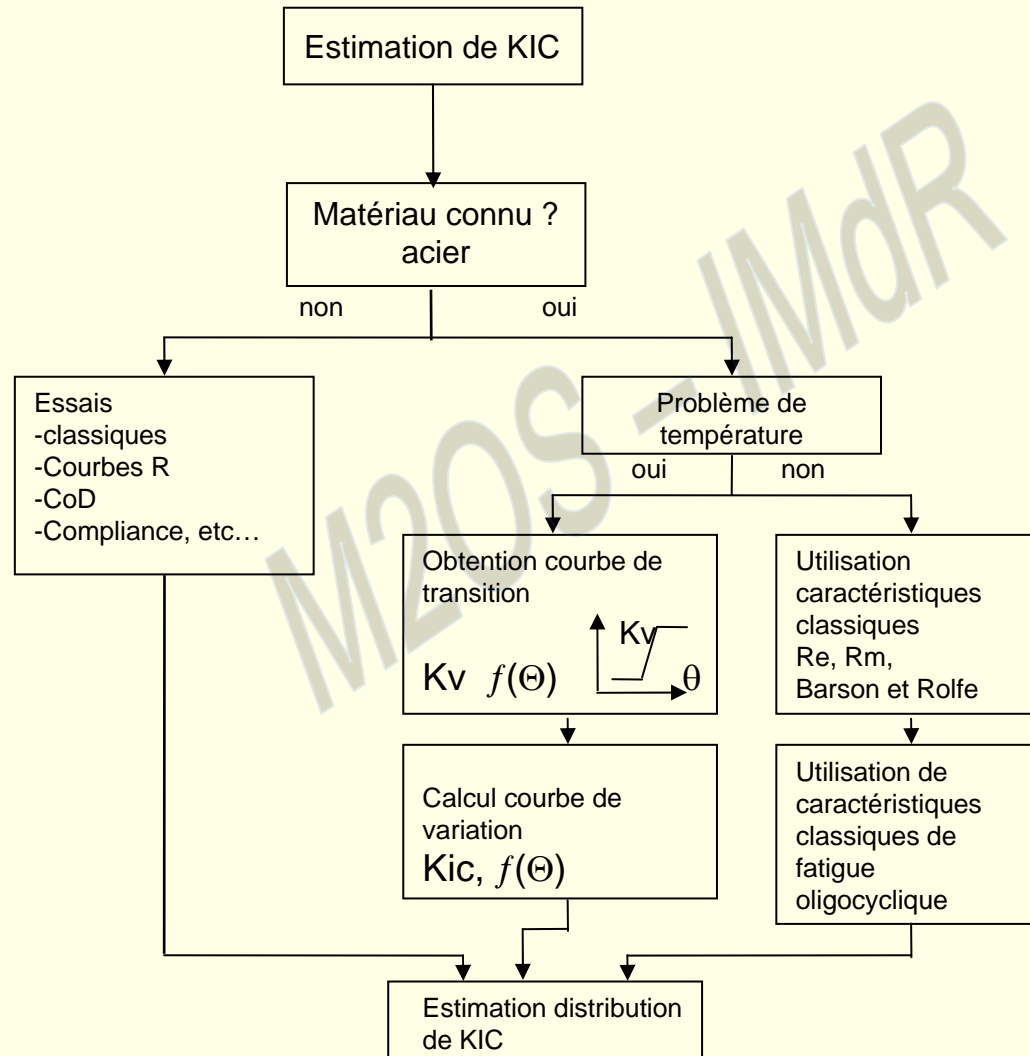 Estimation de KIC
Matériau connu ?
acier
non
oui
Essais
-classiques
-Courbes R
-CoD
-Compliance, etc…
Problème de
température
oui
non
Obtention courbe de
transition
Kv
Kv f(Θ)
θ
Utilisation
caractéristiques
classiques
Re, Rm,
Barson et Rolfe
Calcul courbe de
variation
Kic, f(Θ)
Utilisation de
caractéristiques
classiques de
fatigue
oligocyclique
Estimation distribution
de KIC
M2OS – IMdR